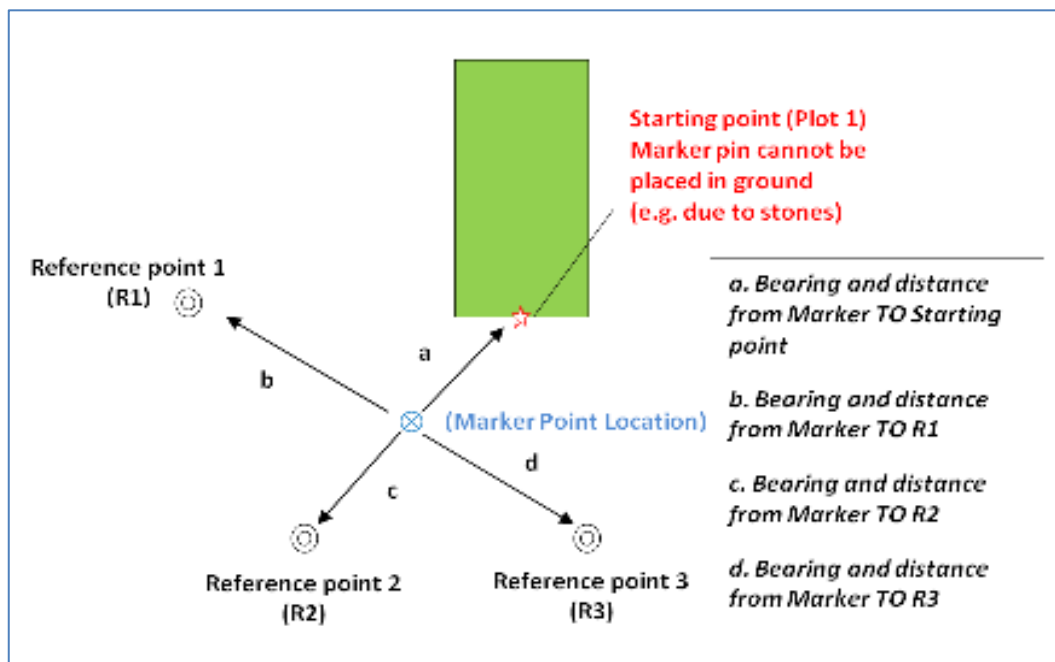 Starting point (Plot 1)
Marker pin cannot be
placed in ground
(e.g. due to stones)
Reference point 1
(R1)
a
b
(Marker Point Location)
c
d
Reference point 2
(R2)
Reference point 3
(R3)
a. Bearing and distance
from Marker TO Starting
point
b. Bearing and distance
from Marker TO R1
c. Bearing and distance
from Marker TO R2
d. Bearing and distance
from Marker TO R3